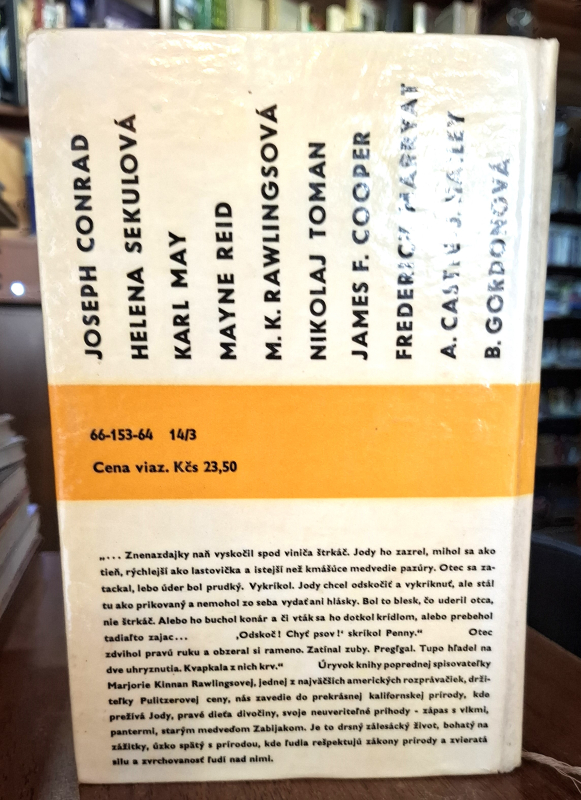 JOSEPH CONRAD
HELENA SEKULOVÁ
KARL MAY
MAYNE REID
M. K. RAWLINGSOVÁ
NIKOLAJ TOMAN
JAMES F. COOPER
FREDERICK MARRYAT
A. CASTLL J. HAILEY
B. GORDONOVÁ
66-153-64 14/3
Cena viaz. Kčs 23,50
„... Znenazdajky naň vyskočil spod viniča štrkáč. Jody ho zazrel, mihol sa ako
tieň, rýchlejší ako lastovička a istejší než kmášúce medvedie pazúry. Otec sa za-
tackal, lebo úder bol prudký. Vykríkol. Jody chcel odskočiť a vykríknuť, ale stál
tu ako prikovaný a nemohol zo seba vydať ani hlásky. Bol to blesk, čo uderil otca,
nie štrkáč. Alebo ho buchol konár a či vták sa ho dotkol krídlom, alebo prebehol
tadiaľto zajac... ‚Odskoč! Chyť psov!‘ skríkol Penny.“ Otec
zdvihol pravú ruku a obzeral si rameno. Zatínal zuby. Pregľgal. Tupo hľadel na
dve uhryznutia. Kvapkala z nich krv.“ Úryvok knihy poprednej spisovateľky
Marjorie Kinnan Rawlingsovej, jednej z najväčších amerických rozprávačiek, drži-
teľky Pulitzerovej ceny, nás zavedie do prekrásnej kalifornskej prírody, kde
prežíva Jody, pravé dieťa divočiny, svoje neuveriteľné príhody - zápas s vlkmi,
pantermi, starým medveďom Zabijakom. Je to drsný zálesácky život, bohatý na
zážitky, úzko spätý s prírodou, kde ľudia rešpektujú zákony prírody a zvieratá
silu a zvrchovanosť ľudí nad nimi.